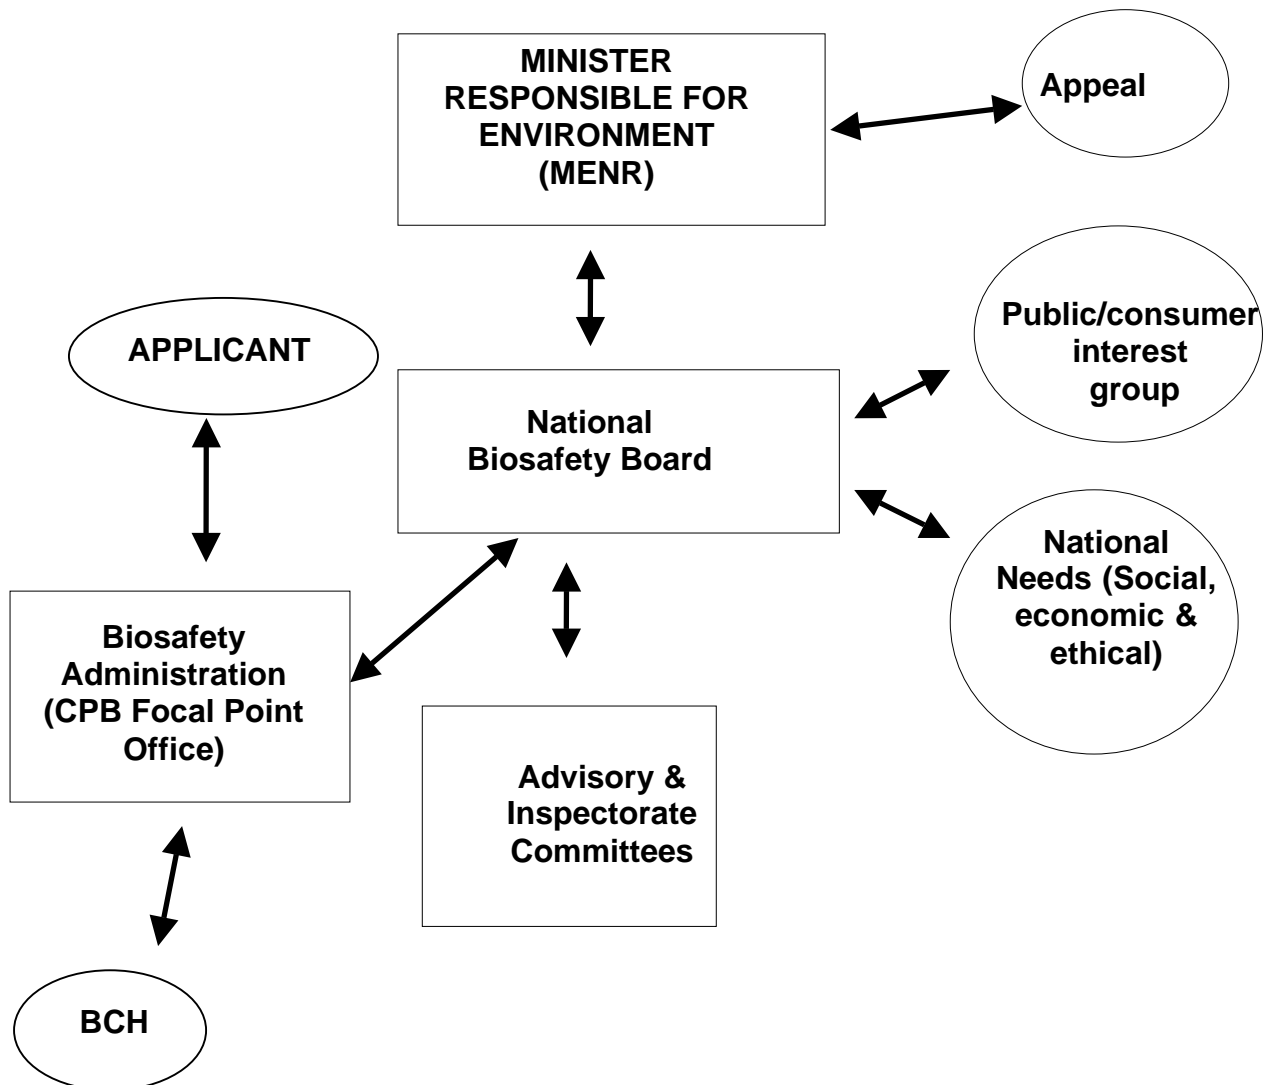 MINISTER
RESPONSIBLE FOR
ENVIRONMENT
(MENR)
Appeal
Public/consumer
interest
group
APPLICANT
National
Biosafety Board
National
Needs (Social,
economic &
ethical)
Biosafety
Administration
(CPB Focal Point
Office)
Advisory &
Inspectorate
Committees
BCH